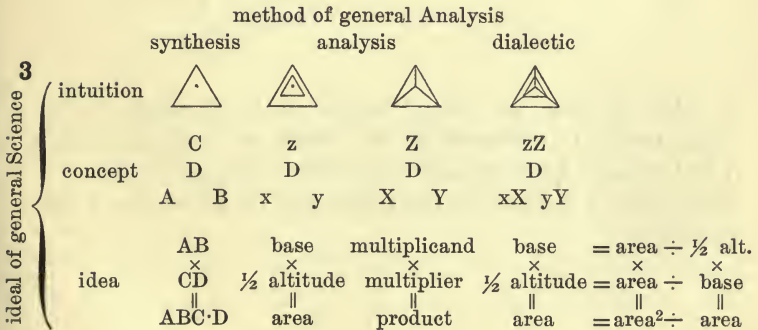 method of general Analysis
synthesis analysis dialectic
ideal of general Science
3
intuition
C z Z zZ
concept D D D D
A B x y X Y xX yY
AB base multiplicand base = area ÷ ½ alt.
× × × × × ×
idea CD ½ altitude multiplier ½ altitude = area ÷ base
‖ ‖ ‖ ‖ ‖ ‖
ABC·D area product area = area²÷ area